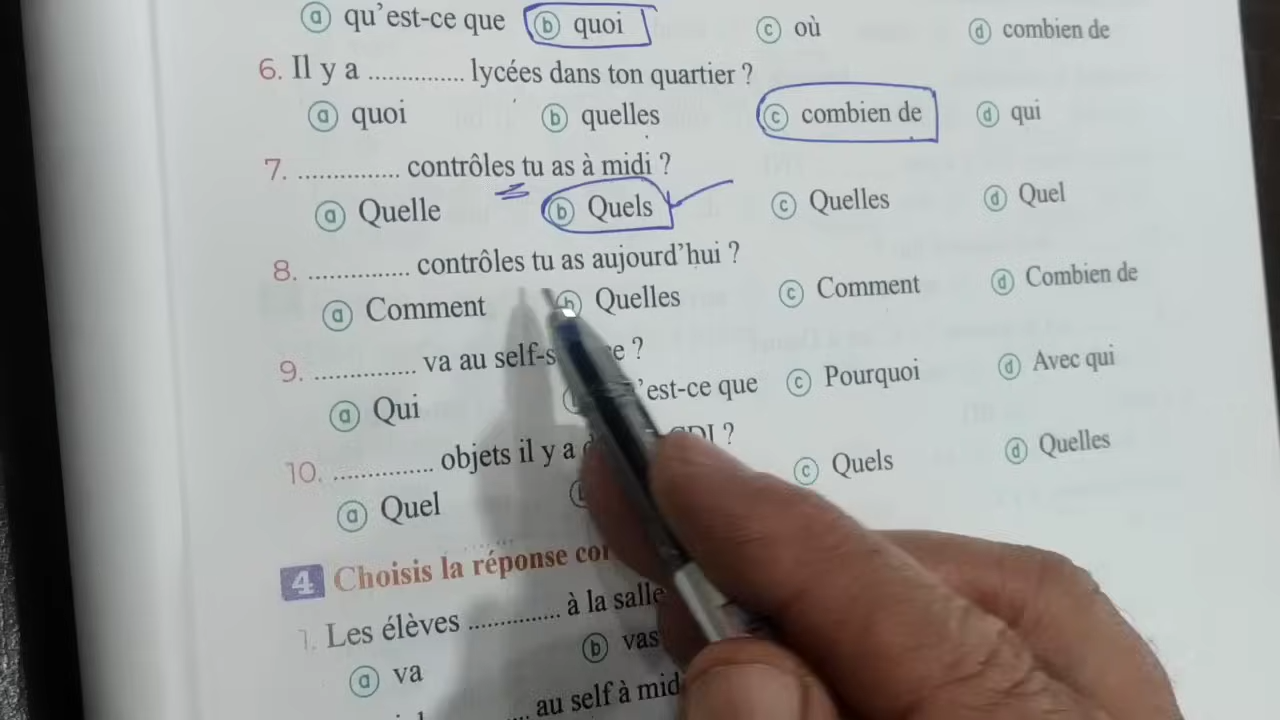 ⓐ qu'est-ce que ⓑ quoi ⓒ où ⓓ combien de
6. Il y a .............. lycées dans ton quartier ?
ⓐ quoi ⓑ quelles ⓒ combien de ⓓ qui
7. ............... contrôles tu as à midi ?
ⓐ Quelle ⓑ Quels ⓒ Quelles ⓓ Quel
8. ............... contrôles tu as aujourd'hui ?
ⓐ Comment ⓑ Quelles ⓒ Comment ⓓ Combien de
9. ............... va au self- e ?
ⓐ Qui 'est-ce que ⓒ Pourquoi ⓓ Avec qui
10. ............... objets il y a CDI ?
ⓐ Quel ⓒ Quels ⓓ Quelles
4 Choisis la réponse
1. Les élèves .............. à la salle
ⓐ va ⓑ vas
... au self à